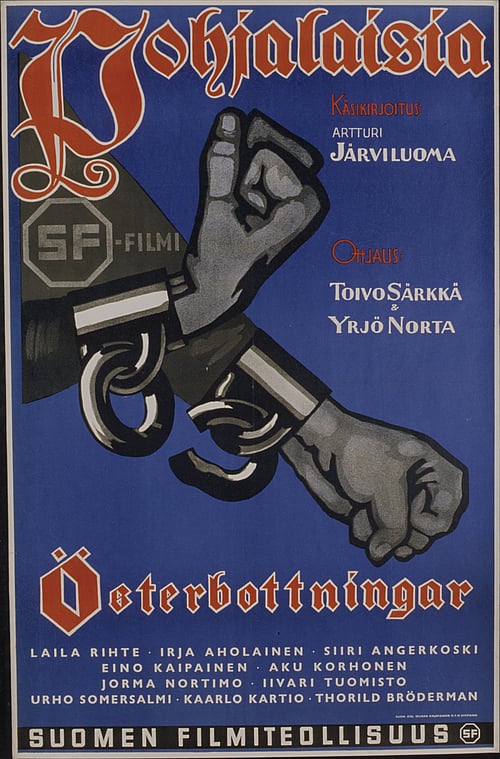 Pohjalaisia
KÄSIKIRJOITUS:
ARTTURI
JÄRVILUOMA
SF-FILMI
OHJAUS:
TOIVO SÄRKKÄ
&
YRJÖ NORTA
Österbottningar
LAILA RIHTE · IRJA AHOLAINEN · SIIRI ANGERKOSKI
EINO KAIPAINEN · AKU KORHONEN
JORMA NORTIMO · IIVARI TUOMISTO
URHO SOMERSALMI · KAARLO KARTIO · THORILD BRÖDERMAN
SUOMEN FILMITEOLLISUUS SF